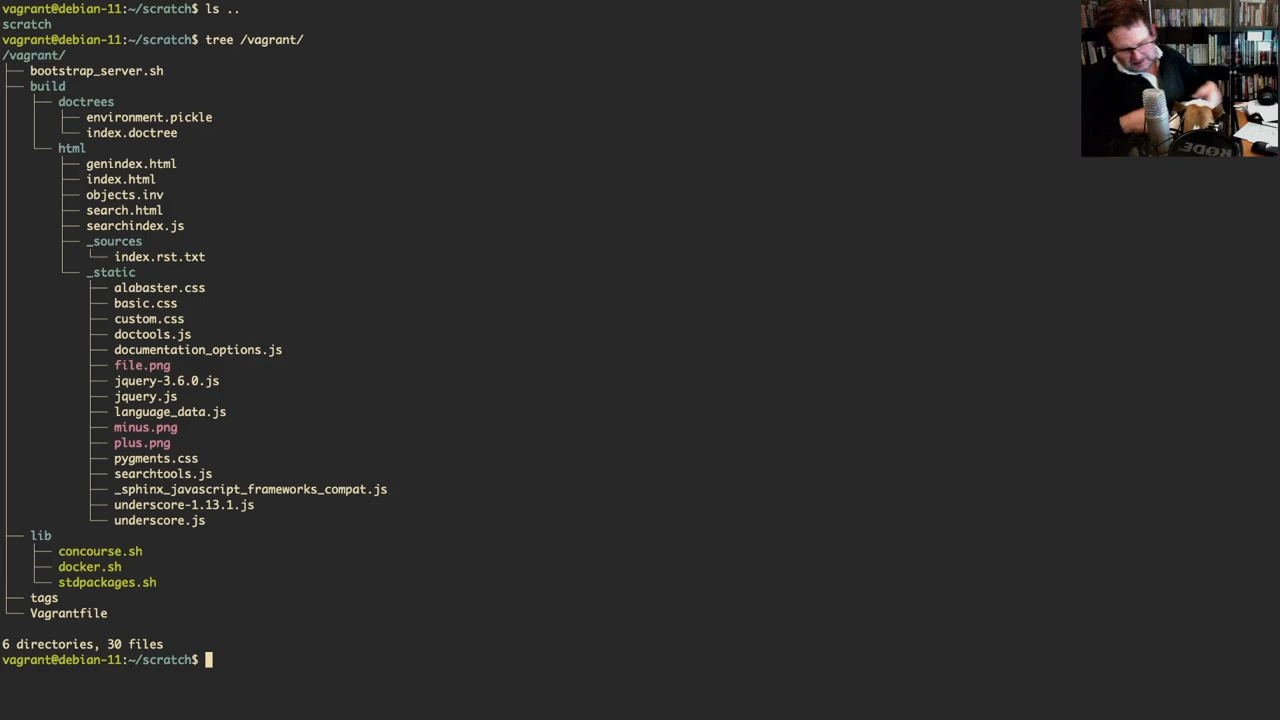 vagrant@debian-11:~/scratch$ ls ..
scratch
vagrant@debian-11:~/scratch$ tree /vagrant/
/vagrant/
├── bootstrap_server.sh
├── build
│   ├── doctrees
│   │   ├── environment.pickle
│   │   └── index.doctree
│   └── html
│       ├── genindex.html
│       ├── index.html
│       ├── objects.inv
│       ├── search.html
│       ├── searchindex.js
│       ├── _sources
│       │   └── index.rst.txt
│       └── _static
│           ├── alabaster.css
│           ├── basic.css
│           ├── custom.css
│           ├── doctools.js
│           ├── documentation_options.js
│           ├── file.png
│           ├── jquery-3.6.0.js
│           ├── jquery.js
│           ├── language_data.js
│           ├── minus.png
│           ├── plus.png
│           ├── pygments.css
│           ├── searchtools.js
│           ├── _sphinx_javascript_frameworks_compat.js
│           ├── underscore-1.13.1.js
│           └── underscore.js
├── lib
│   ├── concourse.sh
│   ├── docker.sh
│   └── stdpackages.sh
├── tags
└── Vagrantfile
6 directories, 30 files
vagrant@debian-11:~/scratch$
RØDE